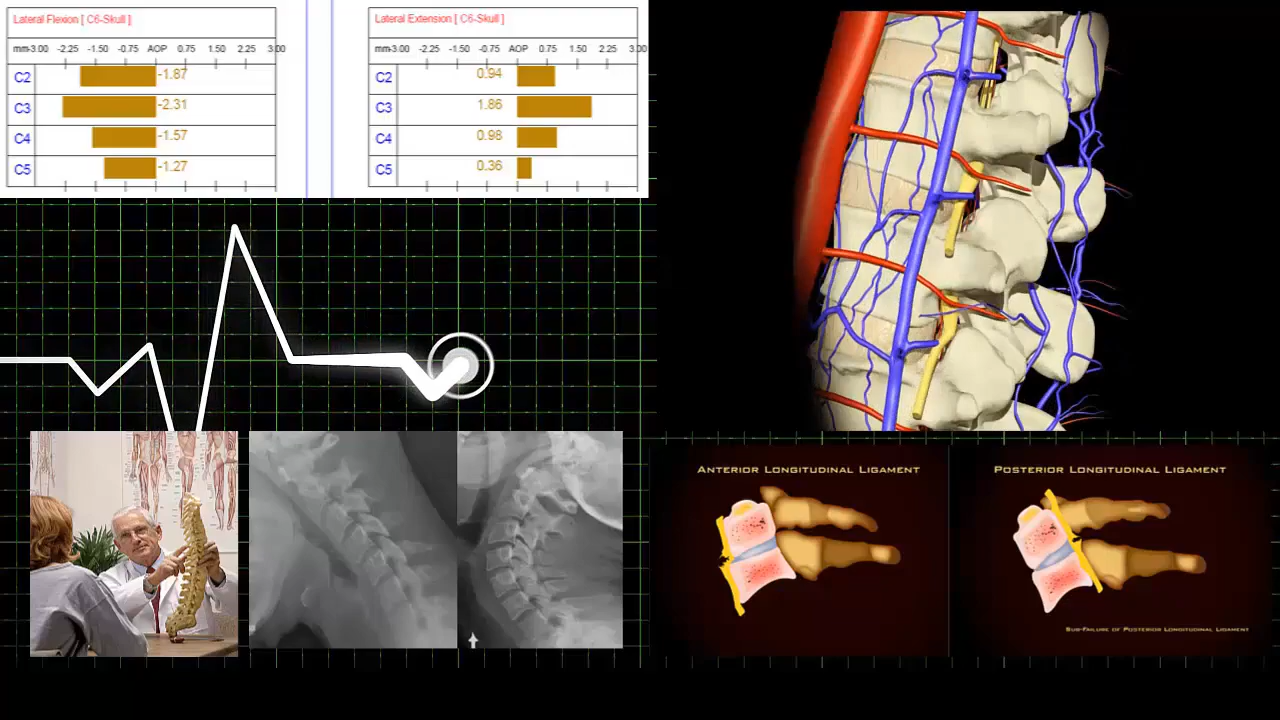 Lateral Flexion [ C6-Skull ]
mm-3.00 -2.25 -1.50 -0.75 AOP 0.75 1.50 2.25 3.00
C2 -1.87
C3 -2.31
C4 -1.57
C5 -1.27
Lateral Extension [ C6-Skull ]
mm-3.00 -2.25 -1.50 -0.75 AOP 0.75 1.50 2.25 3.00
C2 0.94
C3 1.86
C4 0.98
C5 0.36
ANTERIOR LONGITUDINAL LIGAMENT
POSTERIOR LONGITUDINAL LIGAMENT
SUB-FAILURE OF POSTERIOR LONGITUDINAL LIGAMENT